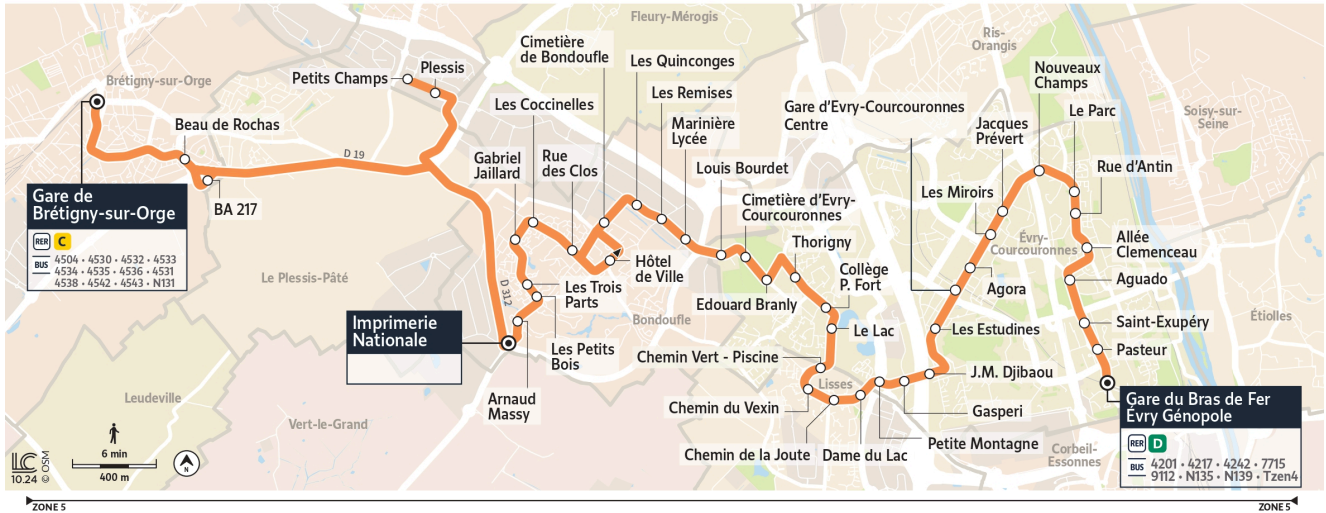 Fleury-Mérogis
Ris-
Orangis
Cimetière
de Bondoufle
Brétigny-sur-Orge
Petits Champs
Plessis
Les Quinconges
Nouveaux
Champs
Les Coccinelles
Les Remises
Gare d'Evry-Courcouronnes
Centre
Jacques
Prévert
Le Parc
Soisy-sur-
Seine
Beau de Rochas
Marinière
Lycée
D 19
Gabriel
Jaillard
Rue
des Clos
Louis Bourdet
Rue d'Antin
Gare de
Brétigny-sur-Orge
RER C
BUS
4504 • 4530 • 4532 • 4533
4534 • 4535 • 4536 • 4531
4538 • 4542 • 4543 • N131
BA 217
Cimetière d'Evry-
Courcouronnes
Les Miroirs
Thorigny
Évry-
Courcouronnes
Allée
Clemenceau
Hôtel
de Ville
Le Plessis-Pâté
Collège
P. Fort
Aguado
D 312
Les Trois
Parts
Agora
Edouard Branly
Imprimerie
Nationale
Bondoufle
Étiolles
Le Lac
Les Estudines
Saint-Exupéry
Les Petits
Bois
Chemin Vert - Piscine
Pasteur
J.M. Djibaou
Lisses
Leudeville
Arnaud
Massy
Chemin du Vexin
Gasperi
Gare du Bras de Fer
Évry Génopole
RER D
BUS
4201 • 4217 • 4242 • 7715
9112 • N135 • N139 • Tzen4
Vert-le-Grand
Petite Montagne
Chemin de la Joute
Dame du Lac
Corbeil-
Essonnes
6 min
400 m
N
LC
10.24
© OSM
ZONE 5
ZONE 5